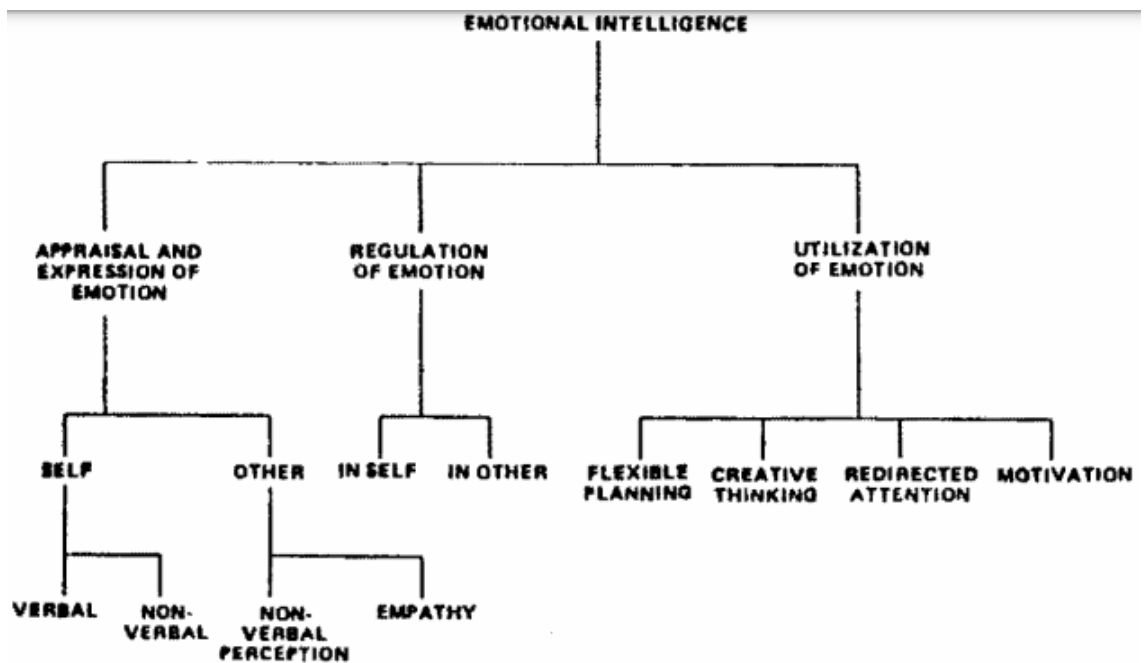 EMOTIONAL INTELLIGENCE
APPRAISAL AND
EXPRESSION OF
EMOTION
REGULATION
OF EMOTION
UTILIZATION
OF EMOTION
SELF
OTHER
IN SELF
IN OTHER
FLEXIBLE
PLANNING
CREATIVE
THINKING
REDIRECTED
ATTENTION
MOTIVATION
VERBAL
NON-
VERBAL
NON-
VERBAL
PERCEPTION
EMPATHY